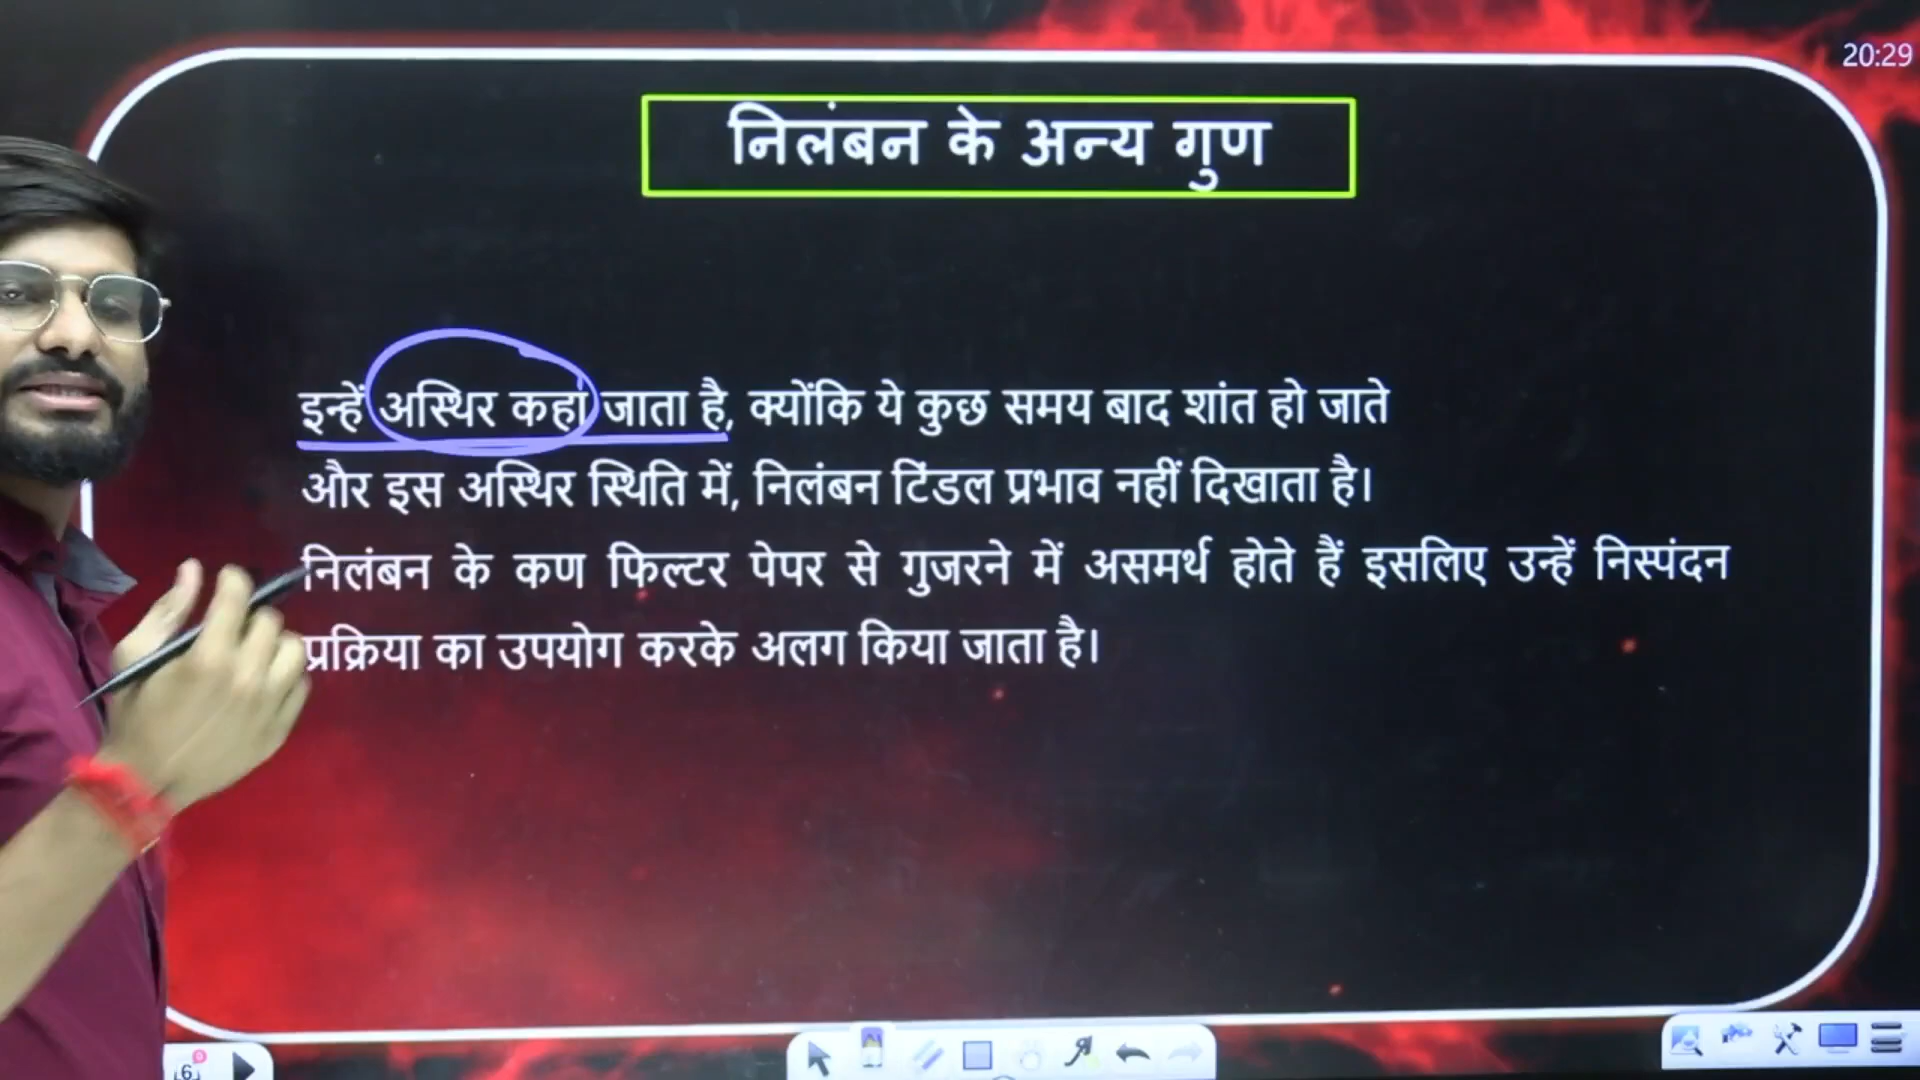 20:29
निलंबन के अन्य गुण
इन्हें अस्थिर कहा जाता है, क्योंकि ये कुछ समय बाद शांत हो जाते
और इस अस्थिर स्थिति में, निलंबन टिंडल प्रभाव नहीं दिखाता है।
निलंबन के कण फिल्टर पेपर से गुजरने में असमर्थ होते हैं इसलिए उन्हें निस्पंदन
प्रक्रिया का उपयोग करके अलग किया जाता है।
6